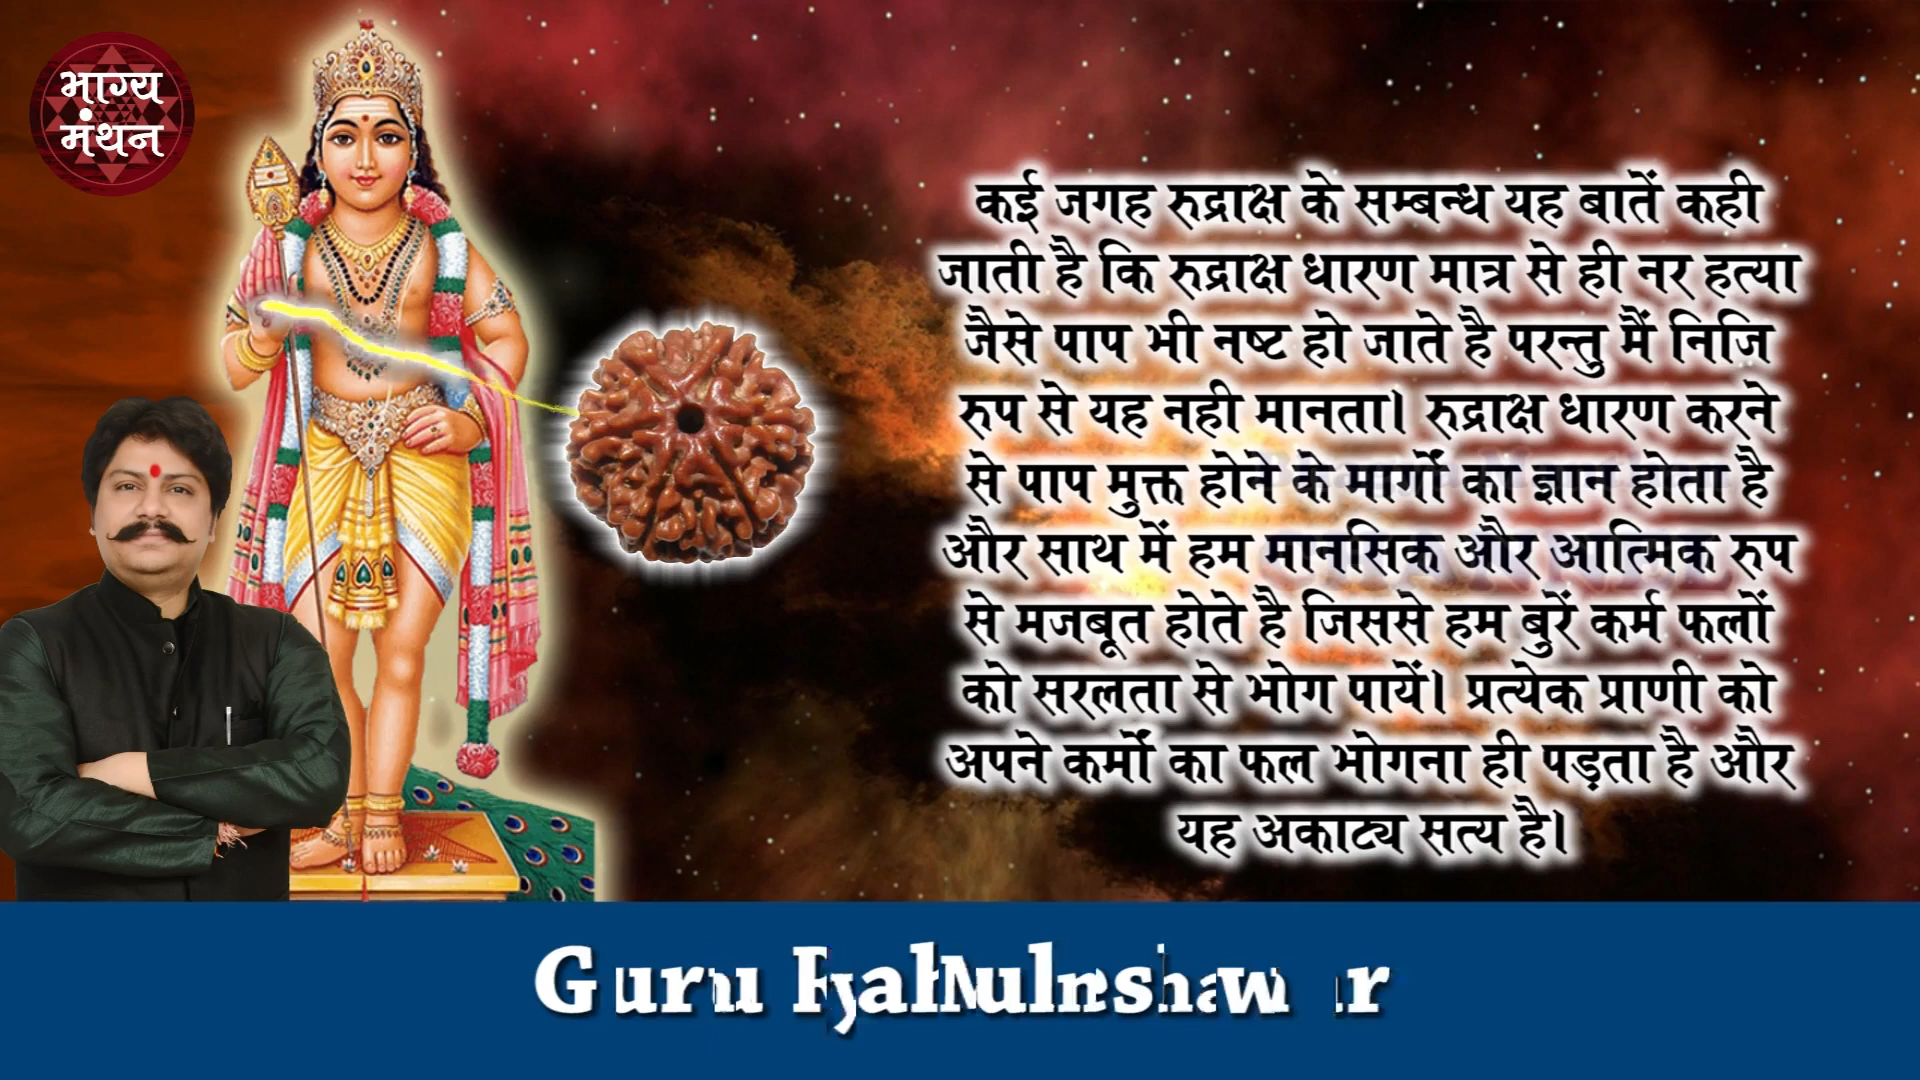 भाग्य
मंथन
कई जगह रुद्राक्ष के सम्बन्ध यह बातें कही
जाती है कि रुद्राक्ष धारण मात्र से ही नर हत्या
जैसे पाप भी नष्ट हो जाते है परन्तु मैं निजि
रुप से यह नही मानता। रुद्राक्ष धारण करने
से पाप मुक्त होने के मार्गों का ज्ञान होता है
और साथ में हम मानसिक और आत्मिक रुप
से मजबूत होते है जिससे हम बुरें कर्म फलों
को सरलता से भोग पायें। प्रत्येक प्राणी को
अपने कर्मों का फल भोगना ही पड़ता है और
यह अकाट्य सत्य है।
Guru